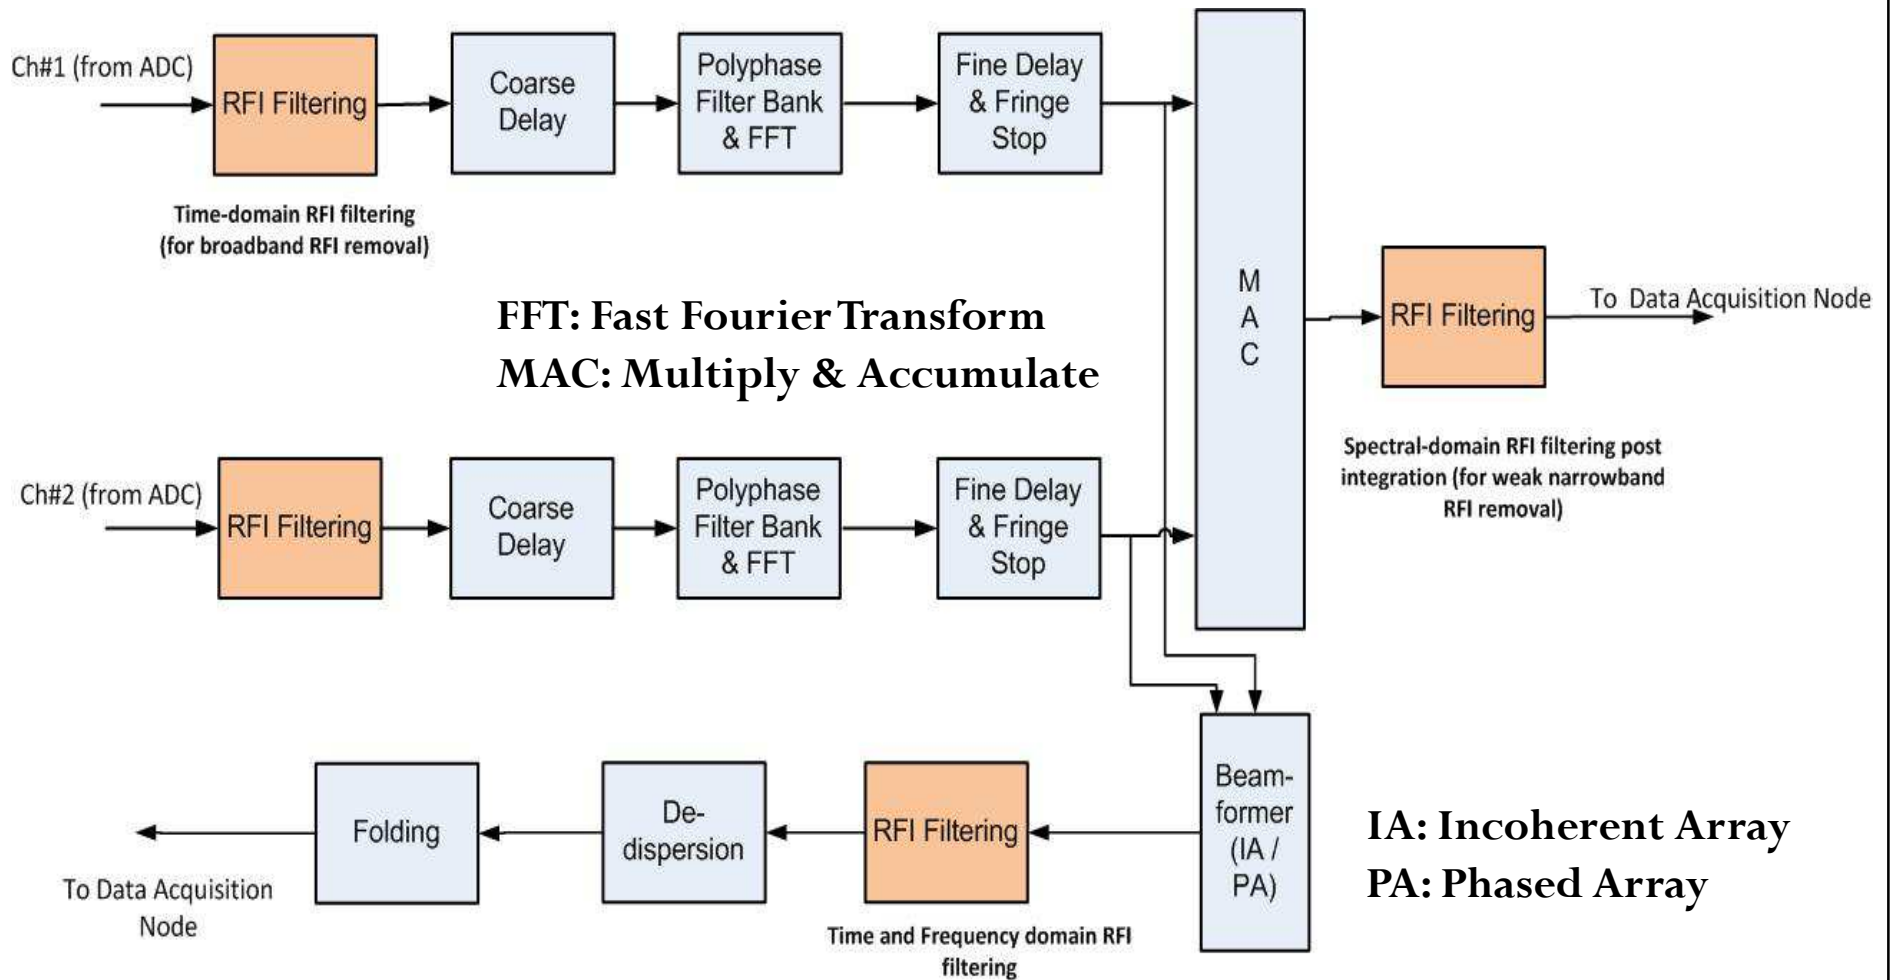 Ch#1 (from ADC)
RFI Filtering
Coarse
Delay
Polyphase
Filter Bank
& FFT
Fine Delay
& Fringe
Stop
Time-domain RFI filtering
(for broadband RFI removal)
M
A
C
RFI Filtering
To Data Acquisition Node
FFT: Fast Fourier Transform
MAC: Multiply & Accumulate
Spectral-domain RFI filtering post
integration (for weak narrowband
RFI removal)
Ch#2 (from ADC)
RFI Filtering
Coarse
Delay
Polyphase
Filter Bank
& FFT
Fine Delay
& Fringe
Stop
Beam-
former
(IA /
PA)
RFI Filtering
De-
dispersion
Folding
To Data Acquisition
Node
Time and Frequency domain RFI
filtering
IA: Incoherent Array
PA: Phased Array